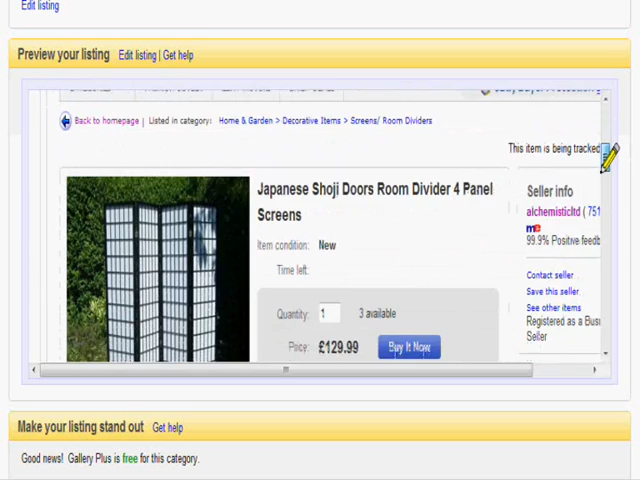 Edit listing
Preview your listing Edit listing | Get help
Back to homepage | Listed in category: Home & Garden > Decorative Items > Screens/ Room Dividers
This item is being tracked
Japanese Shoji Doors Room Divider 4 Panel
Screens
Item condition: New
Time left:
Quantity: 1 3 available
Price: £129.99 Buy It Now
Seller info
alchemisticltd ( 751
me
99.9% Positive feedb
Contact seller
Save this seller
See other items
Registered as a Bus
Seller
Make your listing stand out Get help
Good news! Gallery Plus is free for this category.